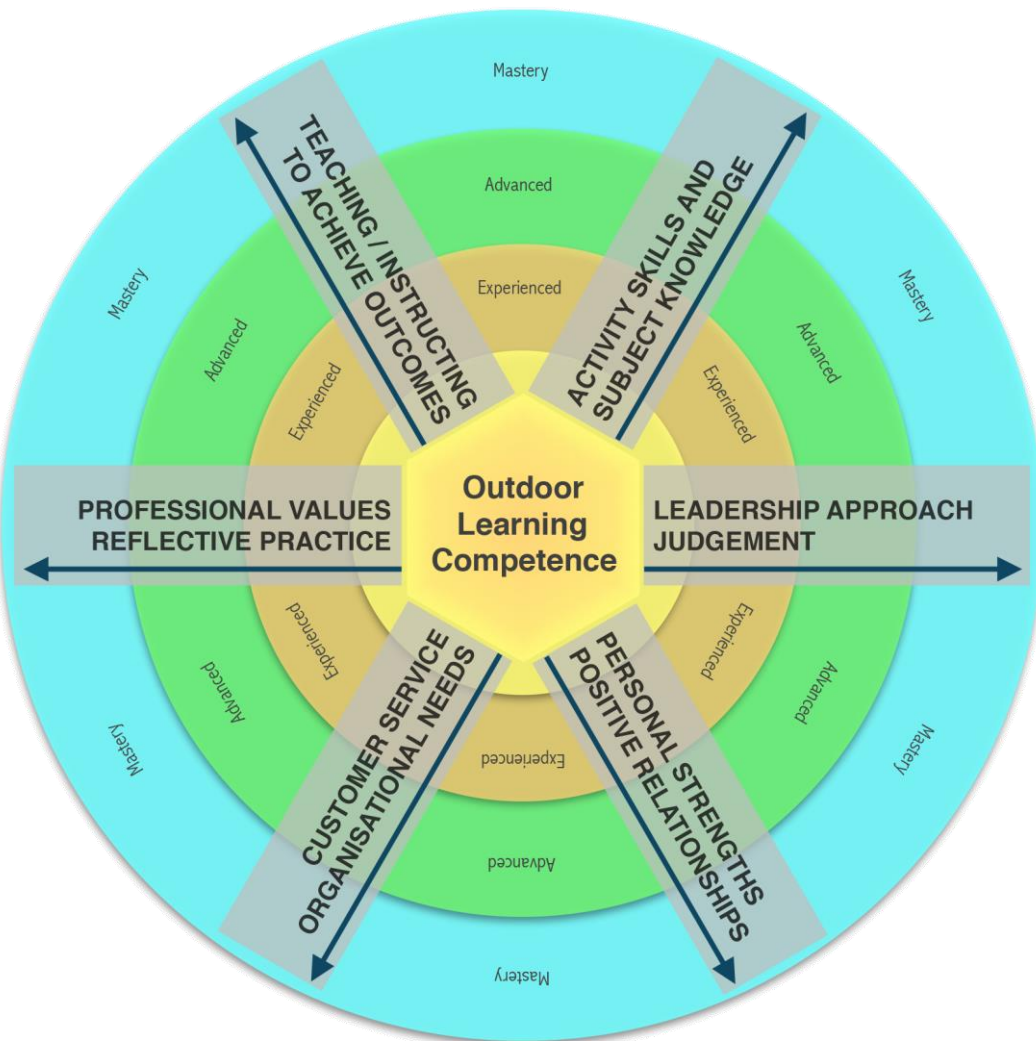 Mastery
Advanced
Experienced
TEACHING / INSTRUCTING
TO ACHIEVE OUTCOMES
ACTIVITY SKILLS AND
SUBJECT KNOWLEDGE
Mastery
Advanced
Experienced
Mastery
Advanced
Experienced
PROFESSIONAL VALUES
REFLECTIVE PRACTICE
Outdoor
Learning
Competence
LEADERSHIP APPROACH
JUDGEMENT
Experienced
Advanced
Mastery
Experienced
Advanced
Mastery
CUSTOMER SERVICE
ORGANISATIONAL NEEDS
PERSONAL STRENGTHS
POSITIVE RELATIONSHIPS
Experienced
Advanced
Mastery